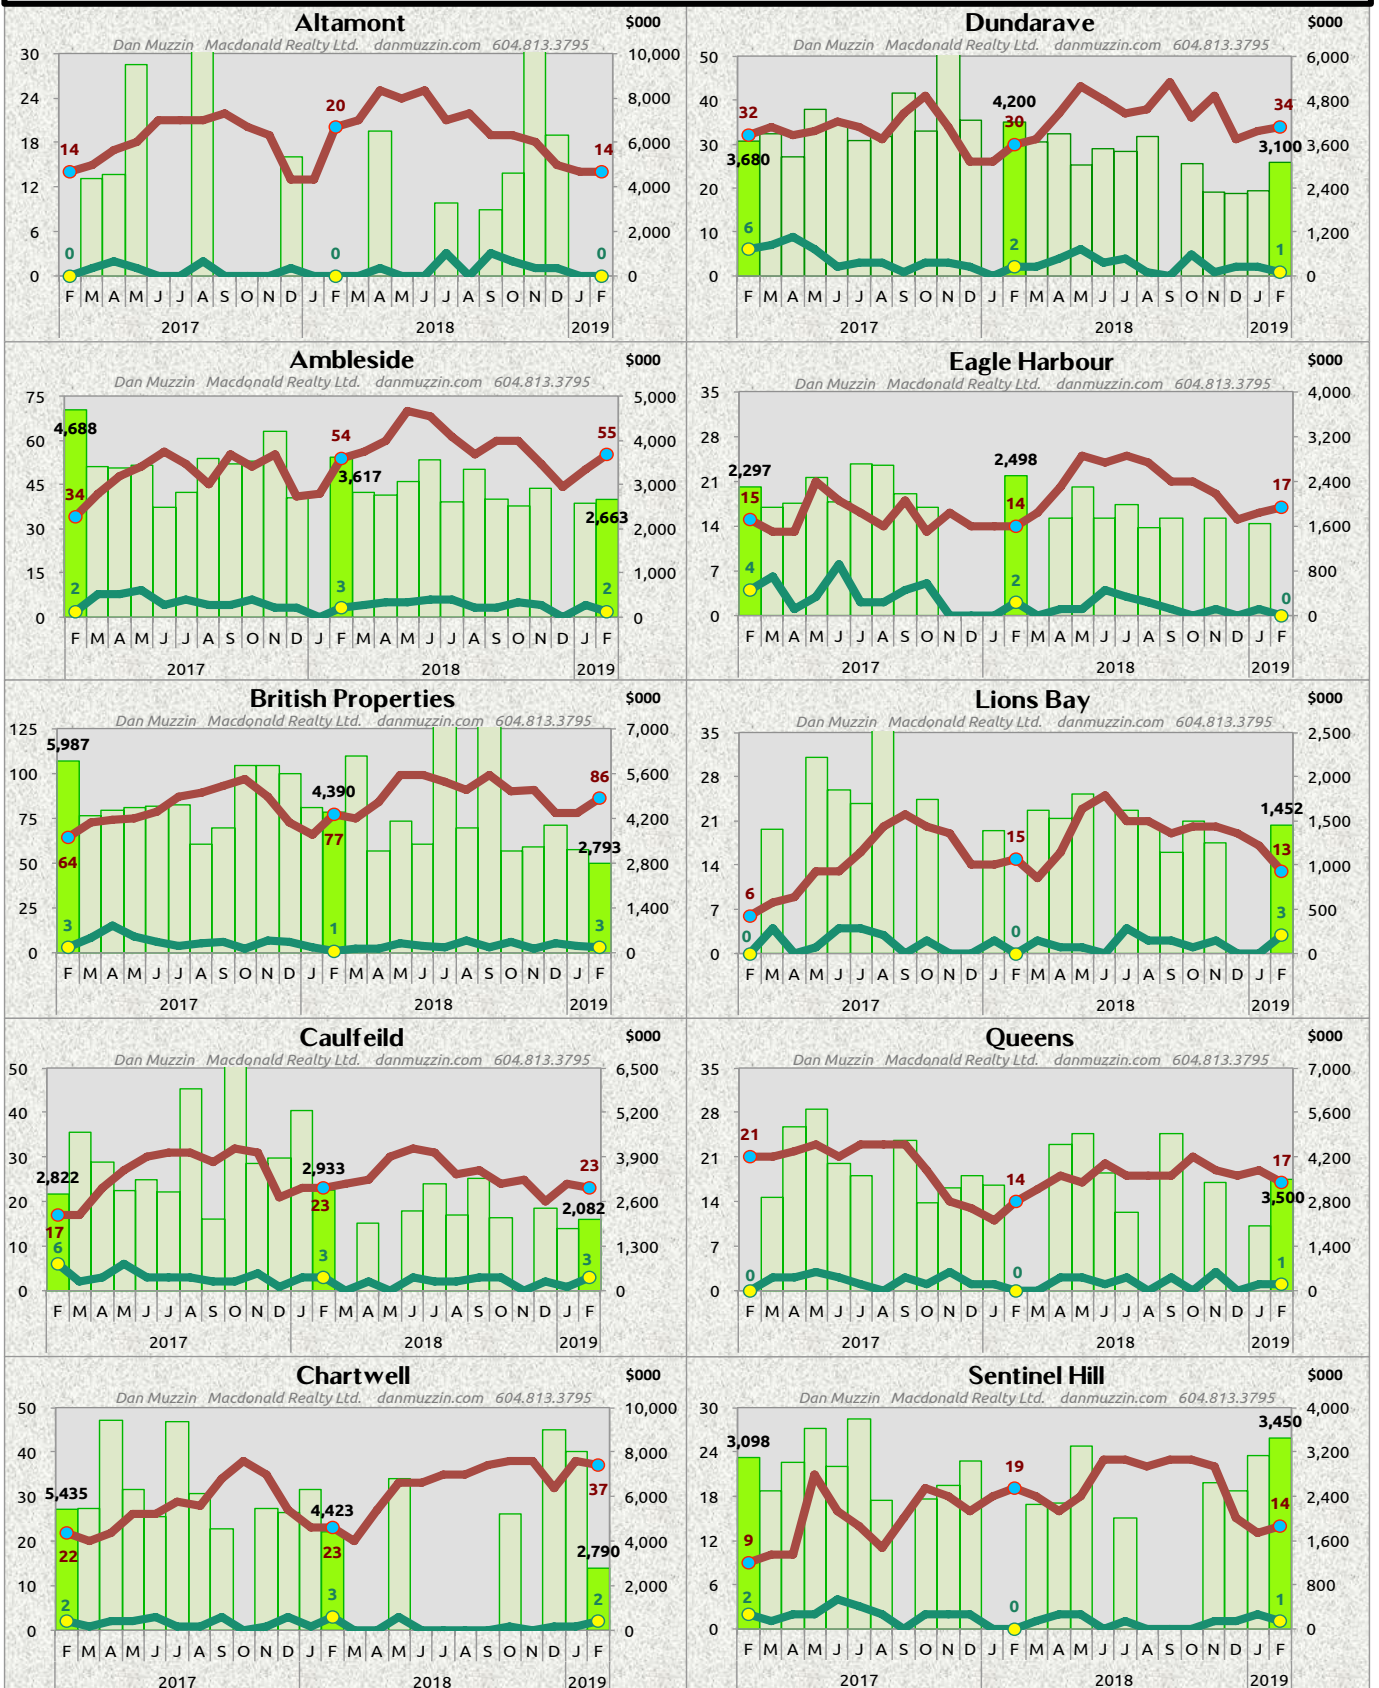 Altamont
$000
Dan Muzzin Macdonald Realty Ltd. danmuzzin.com 604.813.3795
30 24 18 12 6 0
10,000 8,000 6,000 4,000 2,000 0
14 20 14
0 0 0
F M A M J J A S O N D J F M A M J J A S O N D J F
2017 2018 2019
Dundarave
$000
Dan Muzzin Macdonald Realty Ltd. danmuzzin.com 604.813.3795
50 40 30 20 10 0
6,000 4,800 3,600 2,400 1,200 0
32 30 34
3,680 4,200 3,100
6 2 1
F M A M J J A S O N D J F M A M J J A S O N D J F
2017 2018 2019
Ambleside
$000
Dan Muzzin Macdonald Realty Ltd. danmuzzin.com 604.813.3795
75 60 45 30 15 0
5,000 4,000 3,000 2,000 1,000 0
4,688 3,617 2,663
34 54 55
2 3 2
F M A M J J A S O N D J F M A M J J A S O N D J F
2017 2018 2019
Eagle Harbour
$000
Dan Muzzin Macdonald Realty Ltd. danmuzzin.com 604.813.3795
35 28 21 14 7 0
4,000 3,200 2,400 1,600 800 0
2,297 2,498
15 14 17
4 2 0
F M A M J J A S O N D J F M A M J J A S O N D J F
2017 2018 2019
British Properties
$000
Dan Muzzin Macdonald Realty Ltd. danmuzzin.com 604.813.3795
125 100 75 50 25 0
7,000 5,600 4,200 2,800 1,400 0
5,987 4,390 2,793
64 77 86
3 1 3
F M A M J J A S O N D J F M A M J J A S O N D J F
2017 2018 2019
Lions Bay
$000
Dan Muzzin Macdonald Realty Ltd. danmuzzin.com 604.813.3795
35 28 21 14 7 0
2,500 2,000 1,500 1,000 500 0
1,452
6 15 13
0 0 3
F M A M J J A S O N D J F M A M J J A S O N D J F
2017 2018 2019
Caulfeild
$000
Dan Muzzin Macdonald Realty Ltd. danmuzzin.com 604.813.3795
50 40 30 20 10 0
6,500 5,200 3,900 2,600 1,300 0
2,822 2,933 2,082
17 23 23
6 3 3
F M A M J J A S O N D J F M A M J J A S O N D J F
2017 2018 2019
Queens
$000
Dan Muzzin Macdonald Realty Ltd. danmuzzin.com 604.813.3795
35 28 21 14 7 0
7,000 5,600 4,200 2,800 1,400 0
21 14 17
3,500
0 0 1
F M A M J J A S O N D J F M A M J J A S O N D J F
2017 2018 2019
Chartwell
$000
Dan Muzzin Macdonald Realty Ltd. danmuzzin.com 604.813.3795
50 40 30 20 10 0
10,000 8,000 6,000 4,000 2,000 0
5,435 4,423 2,790
22 23 37
2 3 2
F M A M J J A S O N D J F M A M J J A S O N D J F
2017 2018 2019
Sentinel Hill
$000
Dan Muzzin Macdonald Realty Ltd. danmuzzin.com 604.813.3795
30 24 18 12 6 0
4,000 3,200 2,400 1,600 800 0
3,098 3,450
9 19 14
2 0 1
F M A M J J A S O N D J F M A M J J A S O N D J F
2017 2018 2019